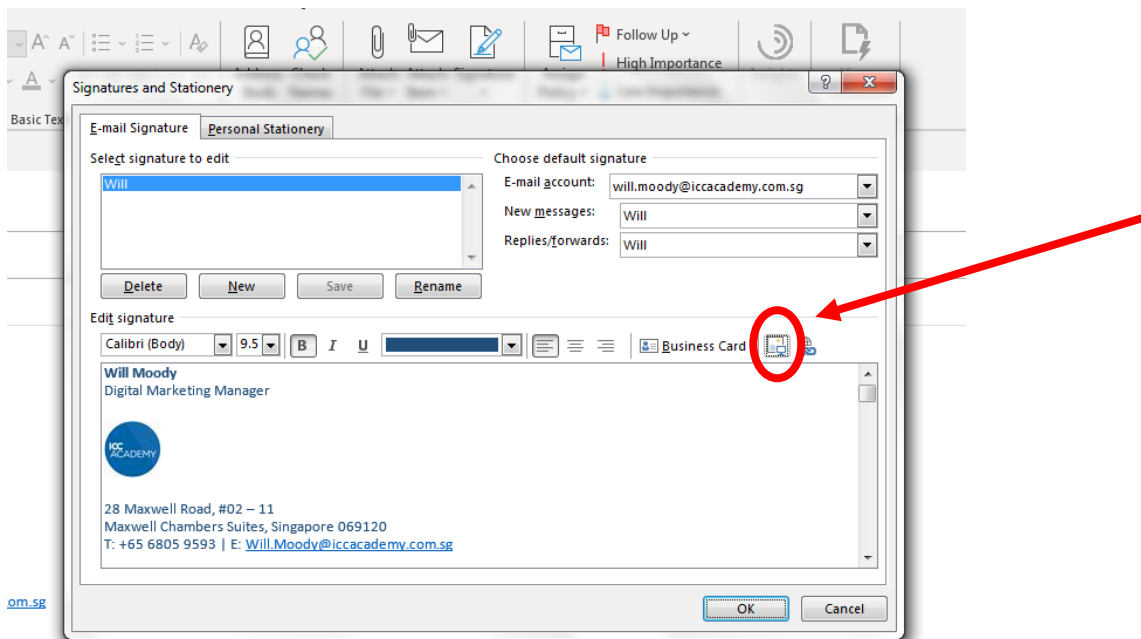 Follow Up
High Importance
Basic Tex
Signatures and Stationery
E-mail Signature
Personal Stationery
Select signature to edit
Will
Delete
New
Save
Rename
Choose default signature
E-mail account: will.moody@iccacademy.com.sg
New messages: Will
Replies/forwards: Will
Edit signature
Calibri (Body) 9.5 B I U Business Card
Will Moody
Digital Marketing Manager
ICC
ACADEMY
28 Maxwell Road, #02 – 11
Maxwell Chambers Suites, Singapore 069120
T: +65 6805 9593 | E: Will.Moody@iccacademy.com.sg
om.sg
OK
Cancel